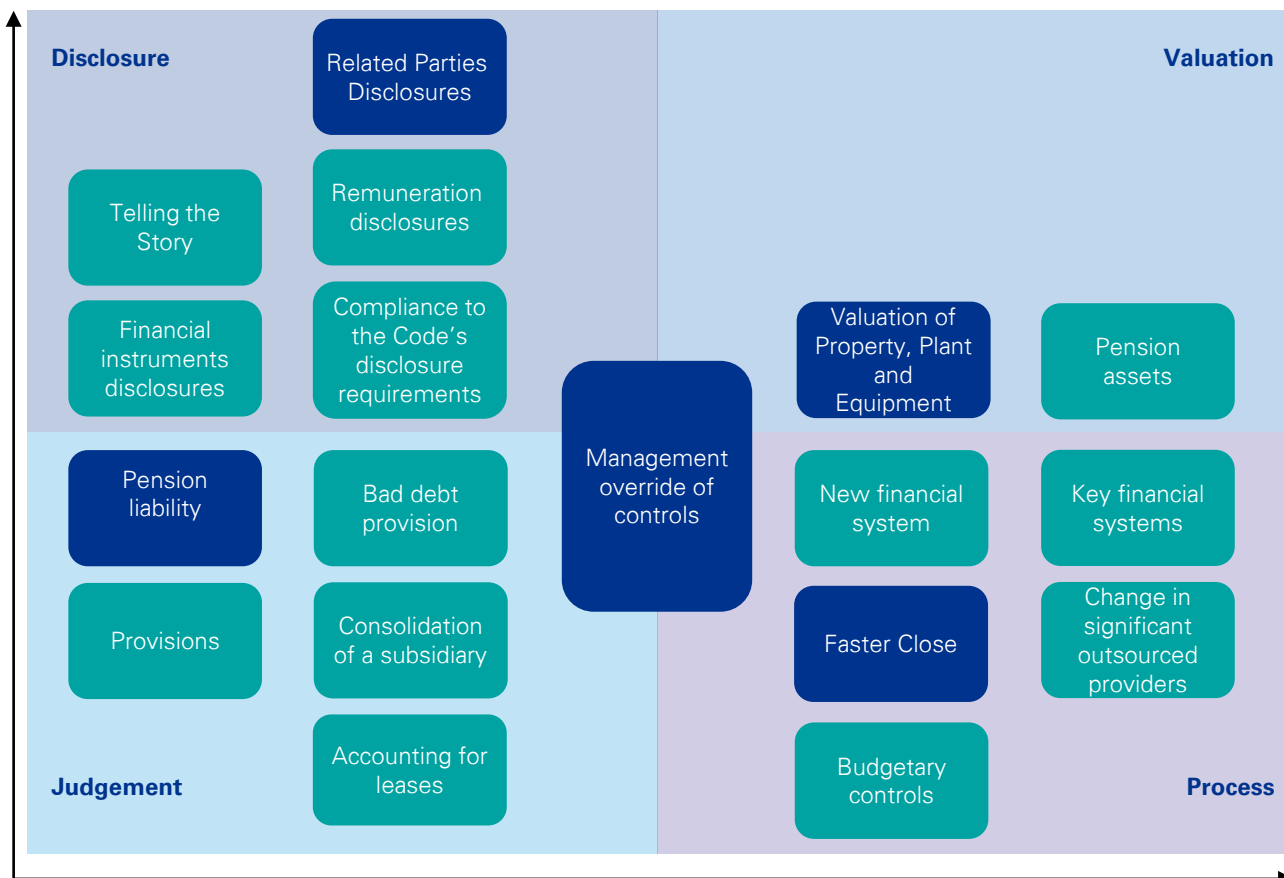 Disclosure
Related Parties
Disclosures
Valuation
Telling the
Story
Remuneration
disclosures
Financial
instruments
disclosures
Compliance to
the Code’s
disclosure
requirements
Valuation of
Property, Plant
and
Equipment
Pension
assets
Management
override of
controls
Pension
liability
Bad debt
provision
New financial
system
Key financial
systems
Provisions
Consolidation
of a subsidiary
Faster Close
Change in
significant
outsourced
providers
Accounting for
leases
Budgetary
controls
Judgement
Process